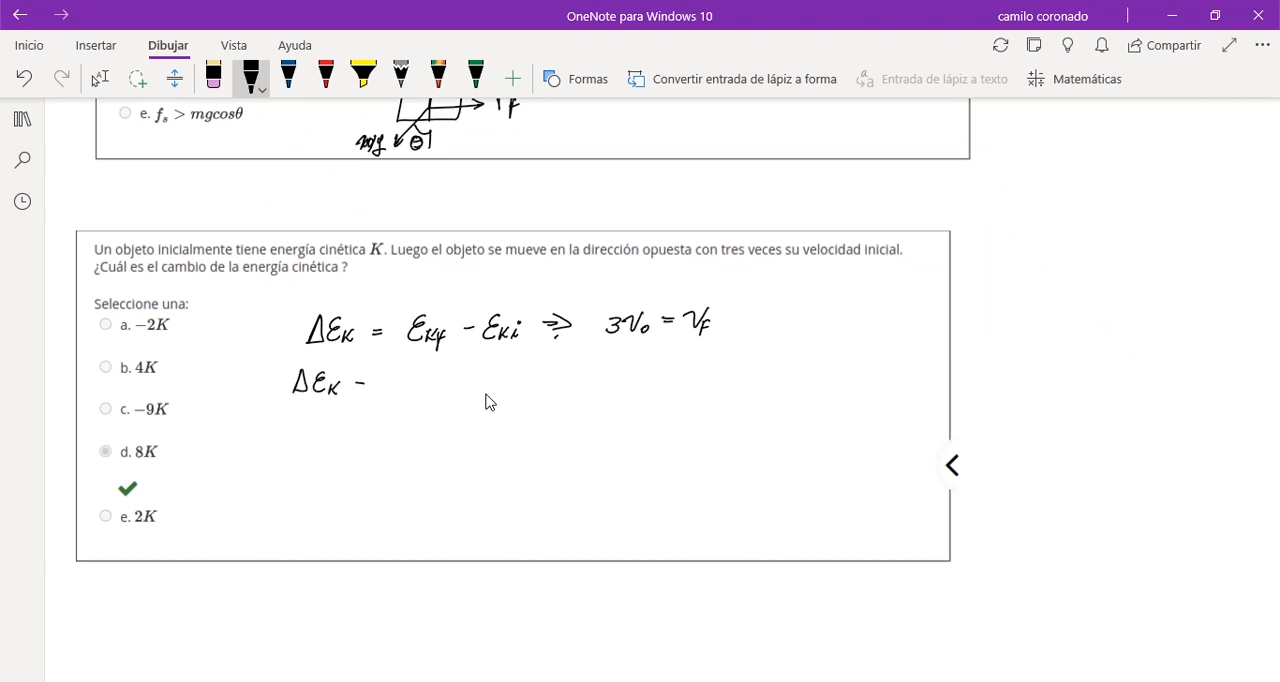 OneNote para Windows 10
camilo coronado
Inicio Insertar Dibujar Vista Ayuda
Compartir
Formas Convertir entrada de lápiz a forma Entrada de lápiz a texto Matemáticas
e. fₛ > mgcosθ
F
mg θ
Un objeto inicialmente tiene energía cinética K. Luego el objeto se mueve en la dirección opuesta con tres veces su velocidad inicial.
¿Cuál es el cambio de la energía cinética ?
Seleccione una:
a. −2K
ΔEK = EKf - EKi ⇒ 3V₀ = VF
b. 4K
ΔEK -
c. −9K
d. 8K
e. 2K